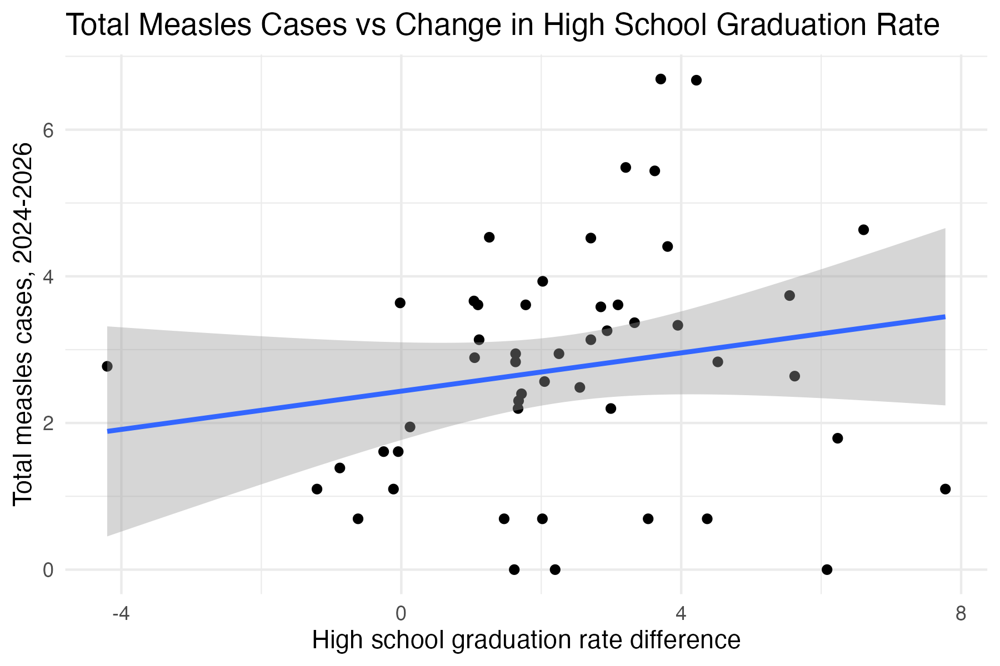 Total Measles Cases vs Change in High School Graduation Rate
Total measles cases, 2024-2026
6
4
2
0
-4 0 4 8
High school graduation rate difference